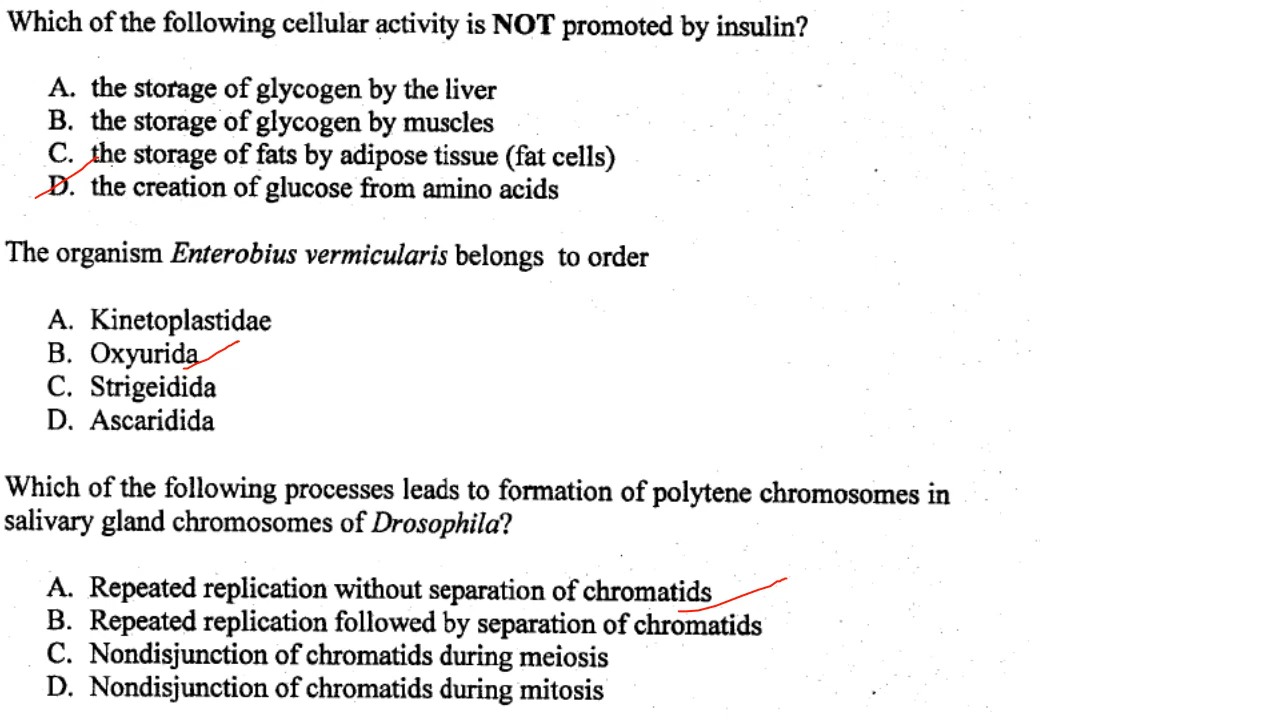 Which of the following cellular activity is NOT promoted by insulin?
A. the storage of glycogen by the liver
B. the storage of glycogen by muscles
C. the storage of fats by adipose tissue (fat cells)
D. the creation of glucose from amino acids
The organism Enterobius vermicularis belongs to order
A. Kinetoplastidae
B. Oxyurida
C. Strigeidida
D. Ascaridida
Which of the following processes leads to formation of polytene chromosomes in
salivary gland chromosomes of Drosophila?
A. Repeated replication without separation of chromatids
B. Repeated replication followed by separation of chromatids
C. Nondisjunction of chromatids during meiosis
D. Nondisjunction of chromatids during mitosis